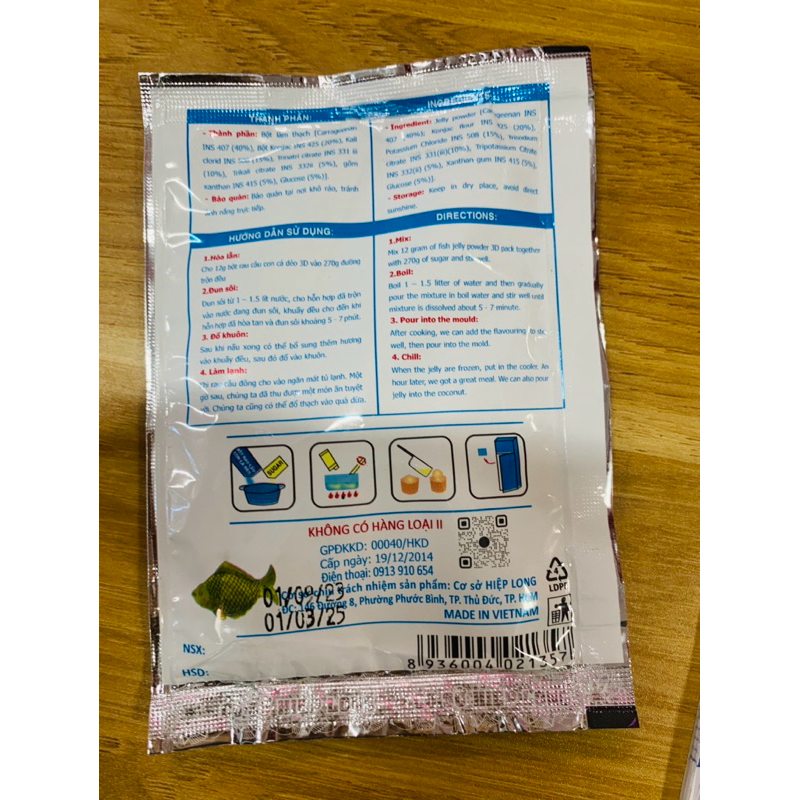 THÀNH PHẦN:
- Thành phần: Bột làm thạch [Carrageenan
INS 407 (40%), Bột Konjac INS 425 (20%), Kali
clorid INS 508 (15%), Trinatri citrate INS 331 iii
(10%), Trikali citrate INS 332ii (5%), gôm
xanthan INS 415 (5%), Glucose (5%)].
- Bảo quản: Bảo quản tại nơi khô ráo, tránh
ánh nắng trực tiếp.
INGREDIENTS:
- Ingredient: Jelly powder [Carrgeenan INS
407 (40%), Konjac flour INS 425 (20%),
Potassium Chloride INS 508 (15%), Trisodium
citrate INS 331(iii)(10%), Tripotassium Citrate
INS 332(ii) (5%), Xanthan gum INS 415 (5%),
Glucose (5%)].
- Storage: Keep in dry place, avoid direct
sunshine.
HƯỚNG DẪN SỬ DỤNG:
1.Hòa lẫn:
Cho 12g bột rau câu con cá dẻo 3D vào 270g đường
trộn đều
2.Đun sôi:
Đun sôi từ 1 – 1.5 lít nước, cho hỗn hợp đã trộn
vào nước đang đun sôi, khuấy đều cho đến khi
hỗn hợp đã hòa tan và đun sôi khoảng 5 - 7 phút.
3. Đổ khuôn:
Sau khi nấu xong có thể bổ sung thêm hương
vào khuấy đều, sau đó đổ vào khuôn.
4. Làm lạnh:
Khi rau câu đông cho vào ngăn mát tủ lạnh. Một
giờ sau, chúng ta đã thu được một món ăn tuyệt
vời. Chúng ta cũng có thể đổ thạch vào quả dừa.
DIRECTIONS:
1.Mix:
Mix 12 gram of fish jelly powder 3D pack together
with 270g of sugar and stir well.
2.Boil:
Boil 1 – 1.5 litter of water and then gradually
pour the mixture in boil water and stir well until
mixture is dissolved about 5 - 7 minute.
3. Pour into the mould:
After cooking, we can add the flavouring to stir
well, then pour into the mold.
4. Chill:
When the jelly are frozen, put in the cooler. An
hour later, we got a great meal. We can also pour
jelly into the coconut.
SUGAR
KHÔNG CÓ HÀNG LOẠI II
GPĐKKD: 00040/HKD
Cấp ngày: 19/12/2014
Điện thoại: 0913 910 654
Cơ sở chịu trách nhiệm sản phẩm: Cơ sở HIỆP LONG
ĐC: 146 Đường 8, Phường Phước Bình, TP. Thủ Đức, TP. HCM
MADE IN VIETNAM
LDPE
01/09/23
01/03/25
NSX:
HSD:
8 936004 021357